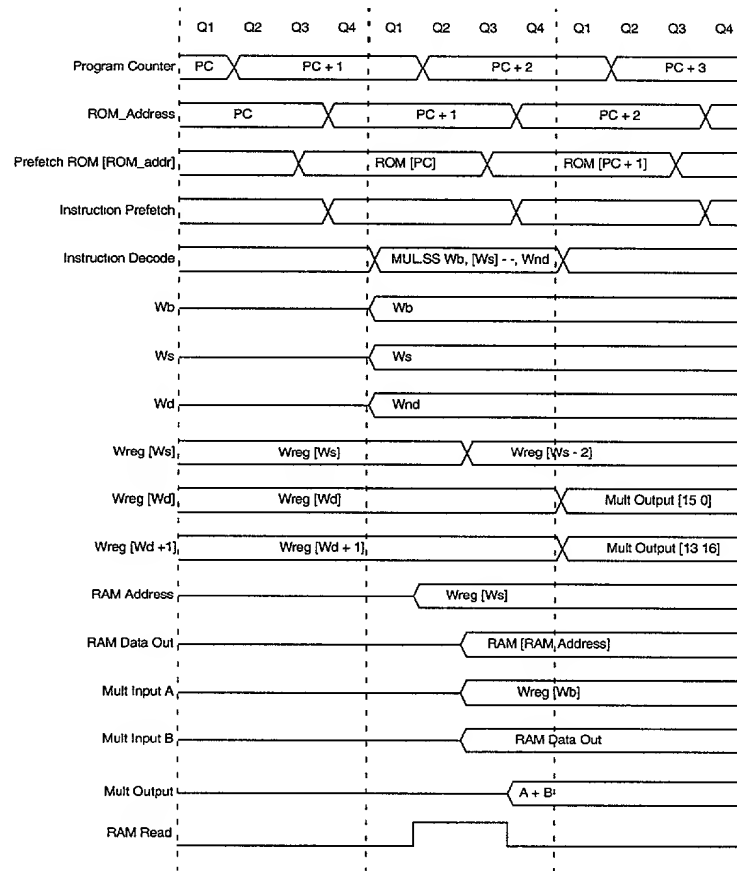 Q1 Q2 Q3 Q4 Q1 Q2 Q3 Q4 Q1 Q2 Q3 Q4
Program Counter PC PC + 1 PC + 2 PC + 3
ROM_Address PC PC + 1 PC + 2
Prefetch ROM [ROM_addr] ROM [PC] ROM [PC + 1]
Instruction Prefetch
Instruction Decode MUL.SS Wb, [Ws] - -, Wnd
Wb Wb
Ws Ws
Wd Wnd
Wreg [Ws] Wreg [Ws] Wreg [Ws - 2]
Wreg [Wd] Wreg [Wd] Mult Output [15 0]
Wreg [Wd +1] Wreg [Wd + 1] Mult Output [13 16]
RAM Address Wreg [Ws]
RAM Data Out RAM [RAM Address]
Mult Input A Wreg [Wb]
Mult Input B RAM Data Out
Mult Output A + B
RAM Read